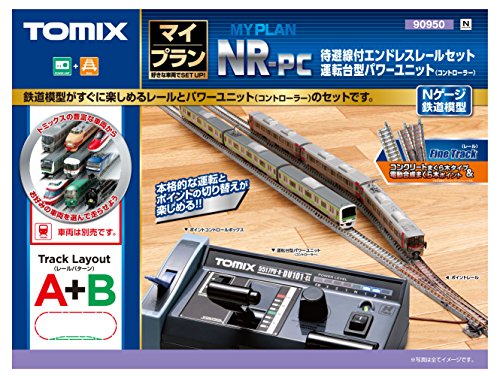 TOMIX
マイプラン
好きな車両でSET UP!
MY PLAN
NR-PC
90950
N
待避線付エンドレスレールセット
運転台型パワーユニット(コントローラー)
鉄道模型がすぐに楽しめるレールとパワーユニット(コントローラー)のセットです。
Nゲージ
鉄道模型
トミックスの豊富な車両から
お好みの車両を選んで走らせよう
車両は別売です。
Track Layout
(レールパターン)
A+B
(レール)
Fine Track
コンクリートまくら木タイプ
電動合成まくら木ポイント
&
本格的な運転と
ポイントの切り替えが
楽しめる!!
ポイントコントロールボックス
運転台型パワーユニット
(コントローラー)
ポイントレール
TOMIX
POWER LEVEL
※写真は全てイメージです。